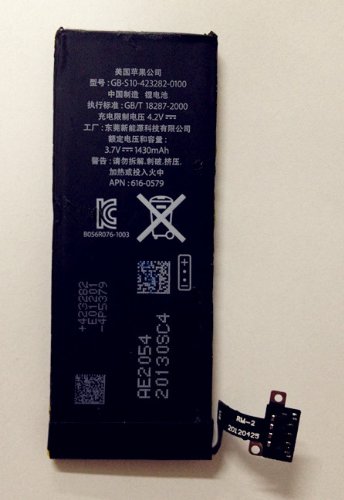 美国苹果公司
型号：GB-S10-423282-0100
中国制造 锂电池
执行标准：GB/T 18287-2000
充电限制电压 4.2V⎓
工厂：东莞新能源科技有限公司
额定电压和容量：
3.7V⎓1430mAh
警告：请勿拆解. 刺破. 挤压.
加热或投入火中
APN : 616-0579
B056R076-1003
+423282
E01201
-4P5379
AE2054
20130SC4
RM-2
20120425